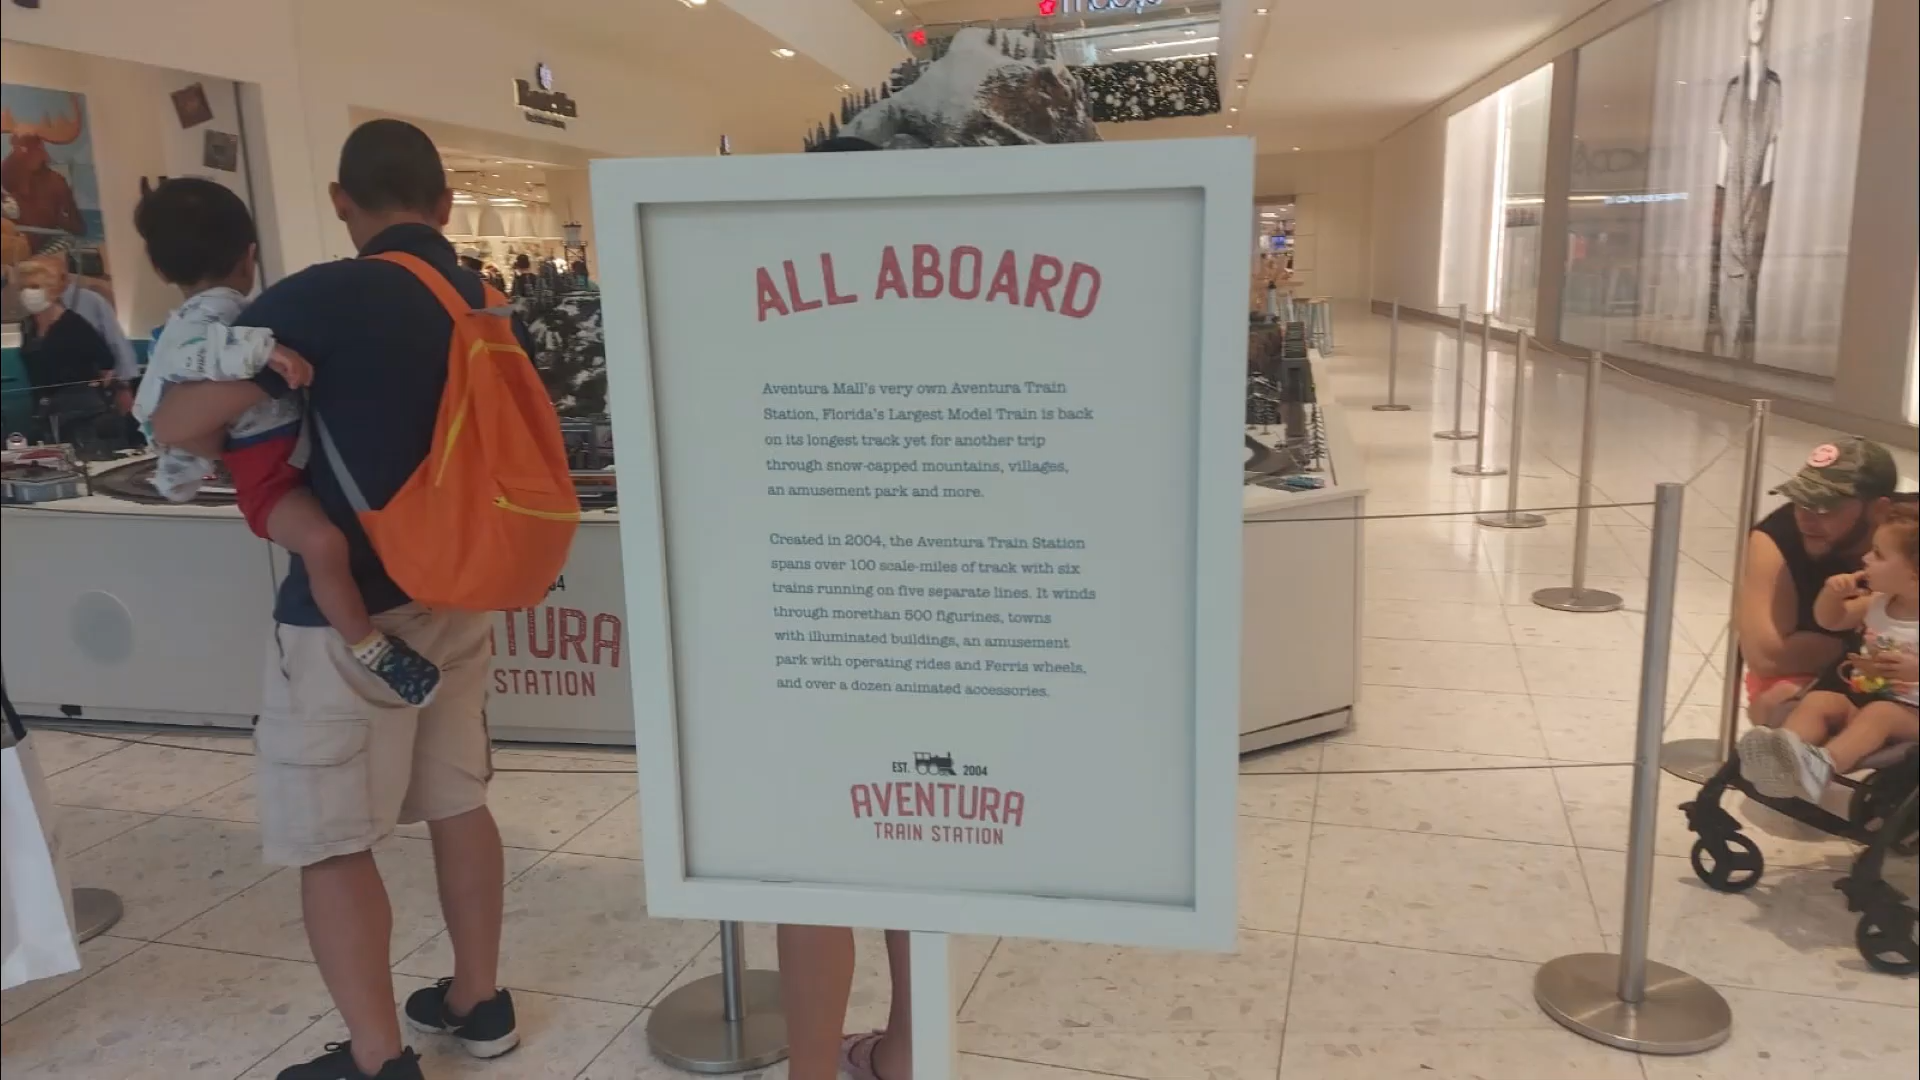 macy's
ALL ABOARD
Aventura Mall's very own Aventura Train
Station, Florida's Largest Model Train is back
on its longest track yet for another trip
through snow-capped mountains, villages,
an amusement park and more.
Created in 2004, the Aventura Train Station
spans over 100 scale-miles of track with six
trains running on five separate lines. It winds
through morethan 500 figurines, towns
with illuminated buildings, an amusement
park with operating rides and Ferris wheels,
and over a dozen animated accessories.
EST. 2004
AVENTURA
TRAIN STATION
04
NTURA
STATION